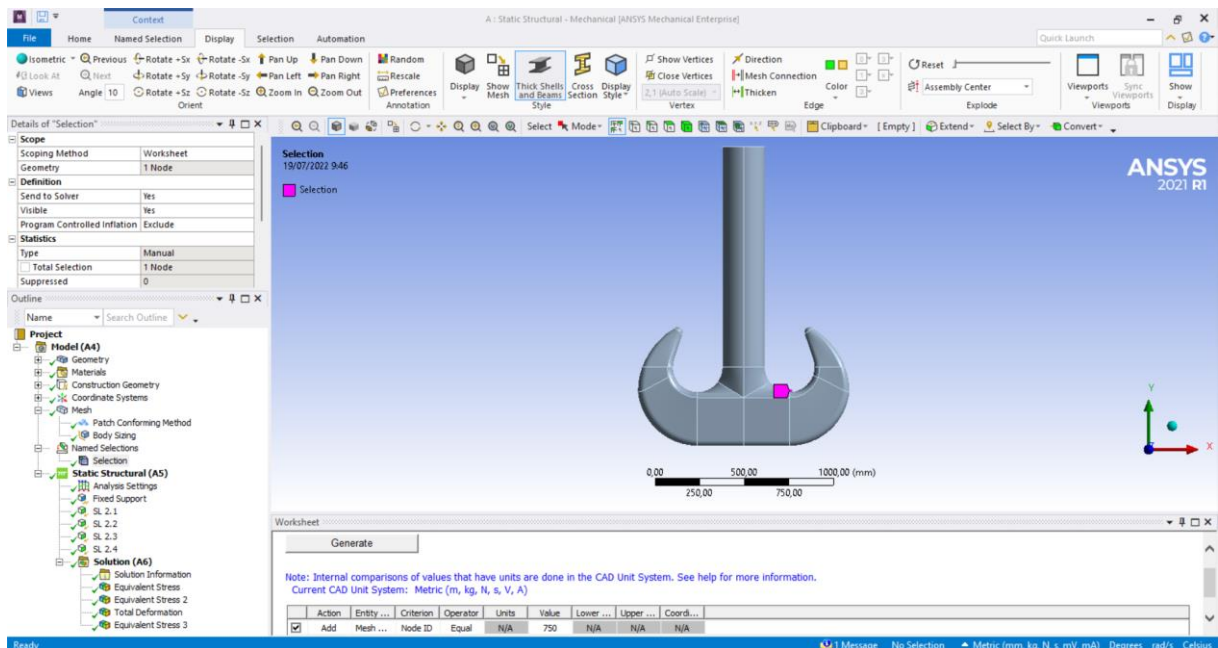 Context
A : Static Structural - Mechanical [ANSYS Mechanical Enterprise]
File Home Named Selection Display Selection Automation
Quick Launch
Isometric Previous Rotate +Sx Rotate -Sx Pan Up Pan Down Random Show Vertices Direction Reset
Look At Next Rotate +Sy Rotate -Sy Pan Left Pan Right Rescale Close Vertices Mesh Connection Assembly Center
Views Angle 10 Rotate +Sz Rotate -Sz Zoom In Zoom Out Preferences 2,1 (Auto Scale) Thicken
Display Show Mesh Thick Shells and Beams Cross Section Display Style Color Viewports Sync Viewports Show
Orient Annotation Style Vertex Edge Explode Viewports Display
Details of "Selection"
Select Mode Clipboard [Empty] Extend Select By Convert
Scope
Scoping Method Worksheet
Geometry 1 Node
Definition
Send to Solver Yes
Visible Yes
Program Controlled Inflation Exclude
Statistics
Type Manual
Total Selection 1 Node
Suppressed 0
Outline
Name Search Outline
Project
Model (A4)
Geometry
Materials
Construction Geometry
Coordinate Systems
Mesh
Patch Conforming Method
Body Sizing
Named Selections
Selection
Static Structural (A5)
Analysis Settings
Fixed Support
SL 2.1
SL 2.2
SL 2.3
SL 2.4
Solution (A6)
Solution Information
Equivalent Stress
Equivalent Stress 2
Total Deformation
Equivalent Stress 3
Selection
19/07/2022 9:46
Selection
ANSYS
2021 R1
Y
X
0,00 500,00 1000,00 (mm)
250,00 750,00
Worksheet
Generate
Note: Internal comparisons of values that have units are done in the CAD Unit System. See help for more information.
Current CAD Unit System: Metric (m, kg, N, s, V, A)
Action Entity ... Criterion Operator Units Value Lower ... Upper ... Coordi...
Add Mesh ... Node ID Equal N/A 750 N/A N/A N/A
Ready 1 Message No Selection Metric (mm, kg, N, s, mV, mA) Degrees rad/s Celsius